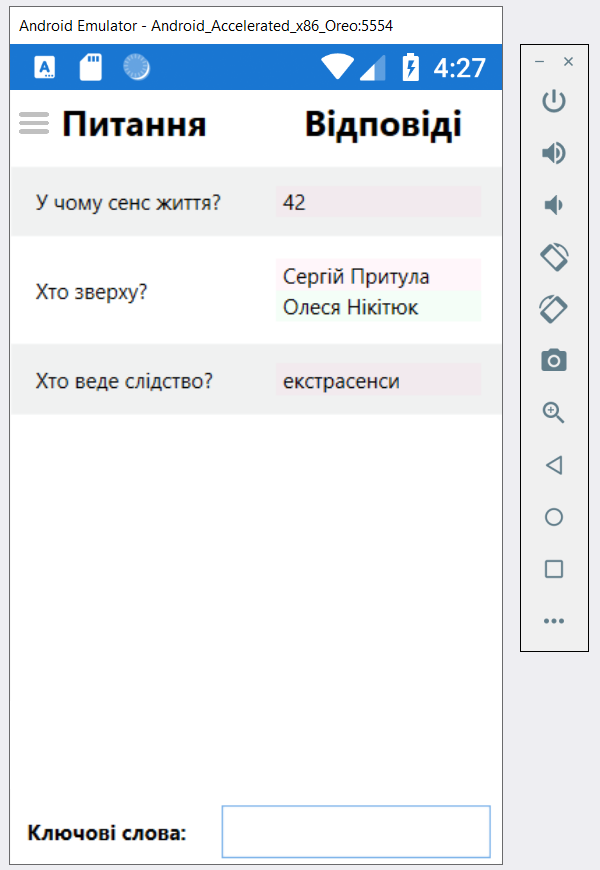 Android Emulator - Android_Accelerated_x86_Oreo:5554
A 4:27
Питання Відповіді
У чому сенс життя? 42
Хто зверху? Сергій Притула
Олеся Нікітюк
Хто веде слідство? екстрасенси
Ключові слова: